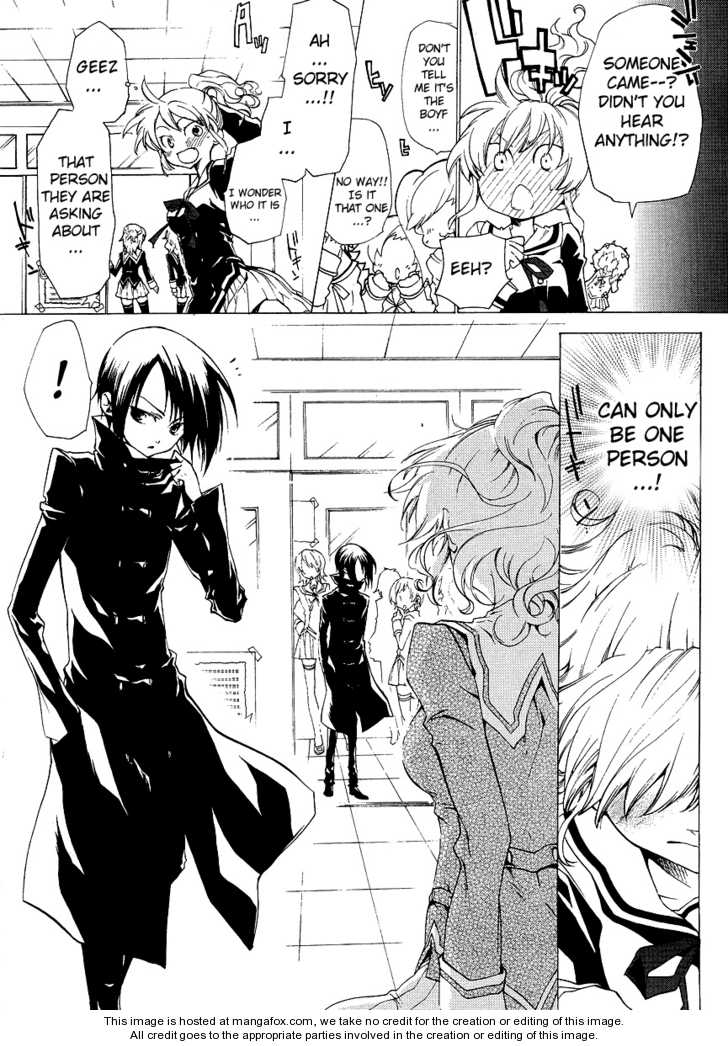 SOMEONE
CAME--?
DIDN'T YOU
HEAR
ANYTHING!?
EEH?
DON'T
YOU
TELL
ME IT'S
THE
BOYF
...
NO WAY!!
IS IT
THAT ONE
...?
AH
...
SORRY
...!!
I
...
I WONDER
WHO IT IS
...
GEEZ
...
THAT
PERSON
THEY ARE
ASKING
ABOUT
...
CAN ONLY
BE ONE
PERSON
...!
!
This image is hosted at mangafox.com, we take no credit for the creation or editing of this image.
All credit goes to the appropriate parties involved in the creation or editing of this image.